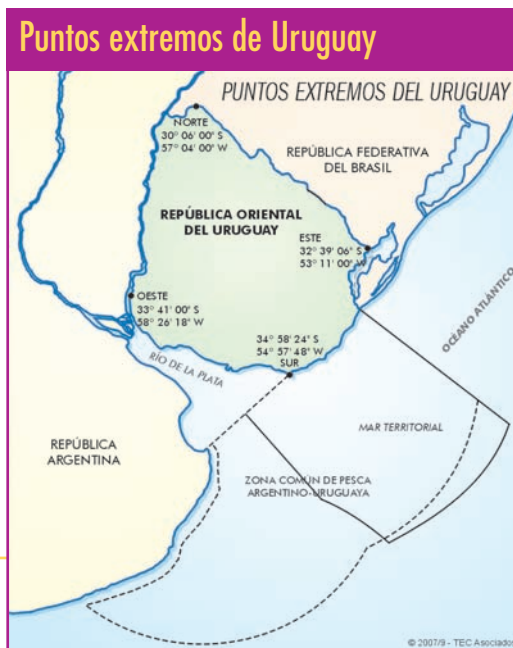 Puntos extremos de Uruguay
PUNTOS EXTREMOS DEL URUGUAY
NORTE
30° 06' 00" S
57° 04' 00" W
REPÚBLICA FEDERATIVA
DEL BRASIL
REPÚBLICA ORIENTAL
DEL URUGUAY
ESTE
32° 39' 06" S
53° 11' 00" W
OESTE
33° 41' 00" S
58° 26' 18" W
OCÉANO ATLÁNTICO
34° 58' 24" S
54° 57' 48" W
SUR
RÍO DE LA PLATA
MAR TERRITORIAL
REPÚBLICA
ARGENTINA
ZONA COMÚN DE PESCA
ARGENTINO-URUGUAYA
© 2007/9 - TEC Asociados